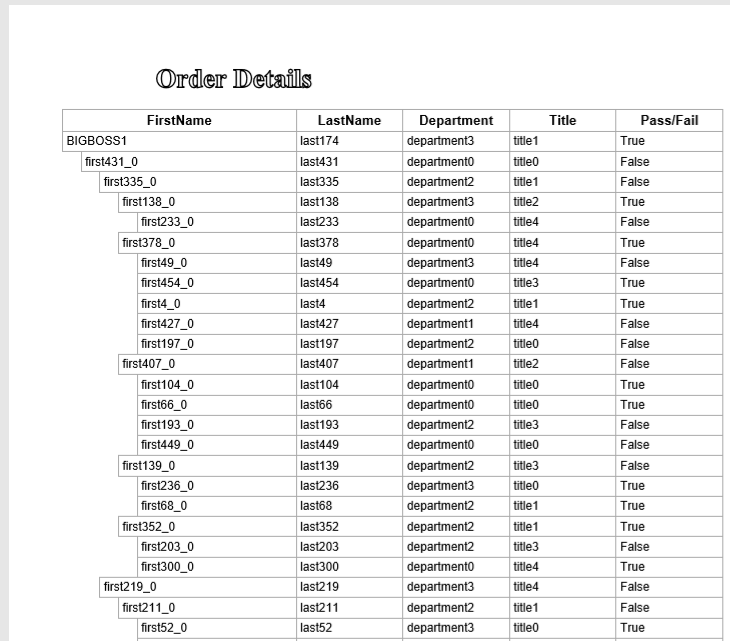 Order Details
FirstName LastName Department Title Pass/Fail
BIGBOSS1 last174 department3 title1 True
first431_0 last431 department0 title0 False
first335_0 last335 department2 title1 False
first138_0 last138 department3 title2 True
first233_0 last233 department0 title4 False
first378_0 last378 department0 title4 True
first49_0 last49 department3 title4 False
first454_0 last454 department0 title3 True
first4_0 last4 department2 title1 True
first427_0 last427 department1 title4 False
first197_0 last197 department2 title0 False
first407_0 last407 department1 title2 False
first104_0 last104 department0 title0 True
first66_0 last66 department0 title0 True
first193_0 last193 department2 title3 False
first449_0 last449 department0 title0 False
first139_0 last139 department2 title3 False
first236_0 last236 department3 title0 True
first68_0 last68 department2 title1 True
first352_0 last352 department2 title1 True
first203_0 last203 department2 title3 False
first300_0 last300 department0 title4 True
first219_0 last219 department3 title4 False
first211_0 last211 department2 title1 False
first52_0 last52 department3 title0 True